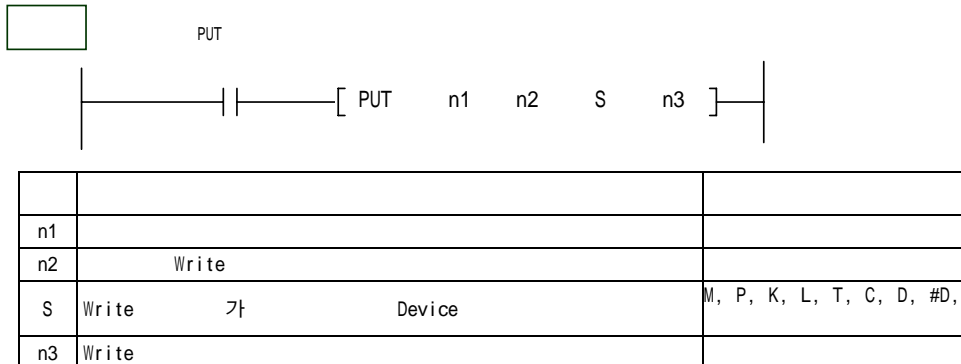 PUT
[ PUT n1 n2 S n3 ]
n1
n2 Write
S Write 가 Device M, P, K, L, T, C, D, #D,
n3 Write